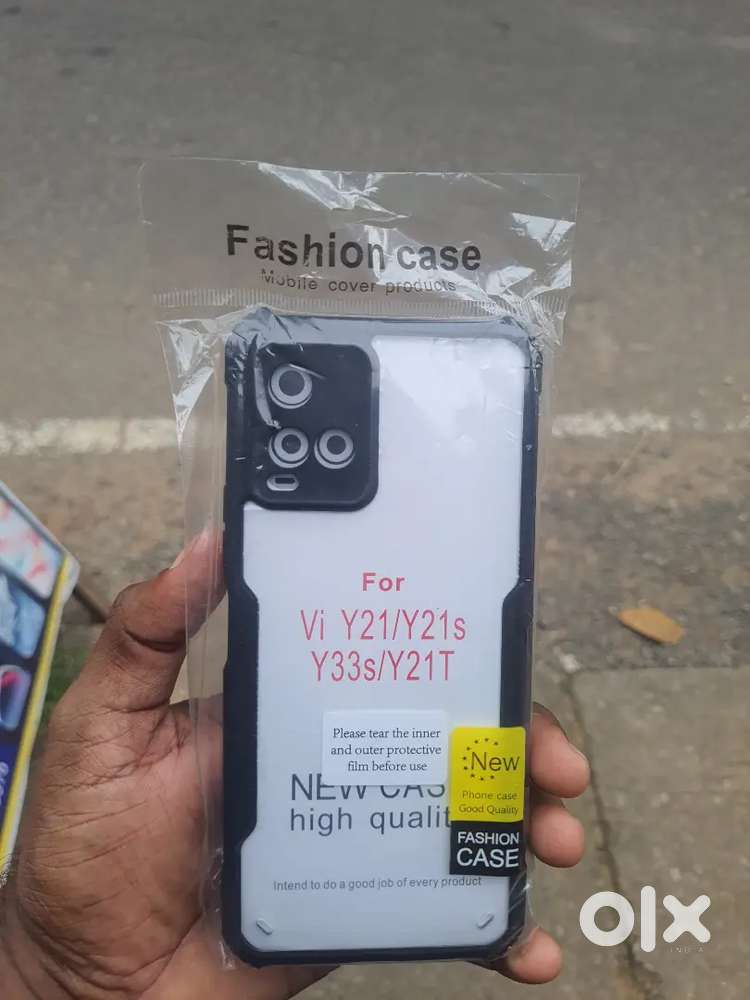 Fashion case
Mobile cover products
For
Vi Y21/Y21s
Y33s/Y21T
Please tear the inner
and outer protective
film before use
New
Phone case
Good Quality
NEW CAS
high qualit
FASHION
CASE
Intend to do a good job of every product
olx
INDIA